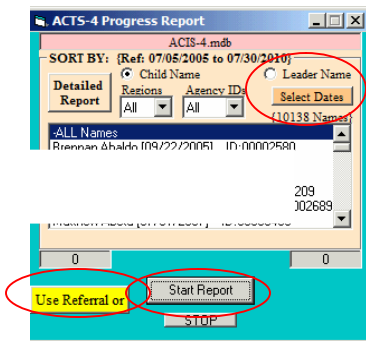 ACTS-4 Progress Report
ACTS-4.mdb
SORT BY: {Ref: 07/05/2005 to 07/30/2010}
Child Name Leader Name
Detailed Report Regions Agency IDs Select Dates
All All {10138 Names}
-ALL Names
Brennan Abaldo [09/22/2005] ID:00002580
209
002689
0 0
Use Referral or Start Report
STOP